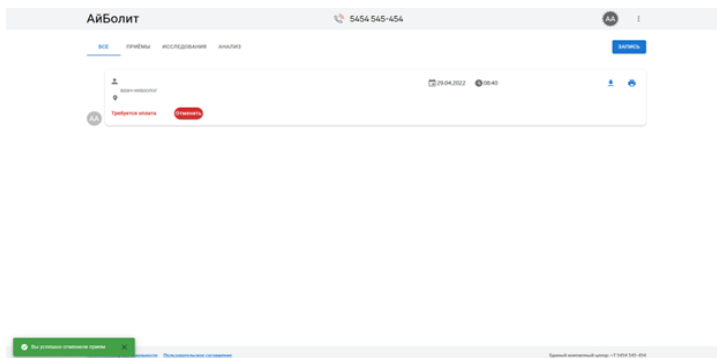 АйБолит
5454 545-454
АА
ВСЕ ПРИЁМЫ ИССЛЕДОВАНИЯ АНАЛИЗ
ЗАПИСЬ
29.04.2022 08:40
АА
Требуется оплата Отменить
Вы успешно отменили прием
Пользовательское соглашение
Единый контактный центр: +7 5454 545-454